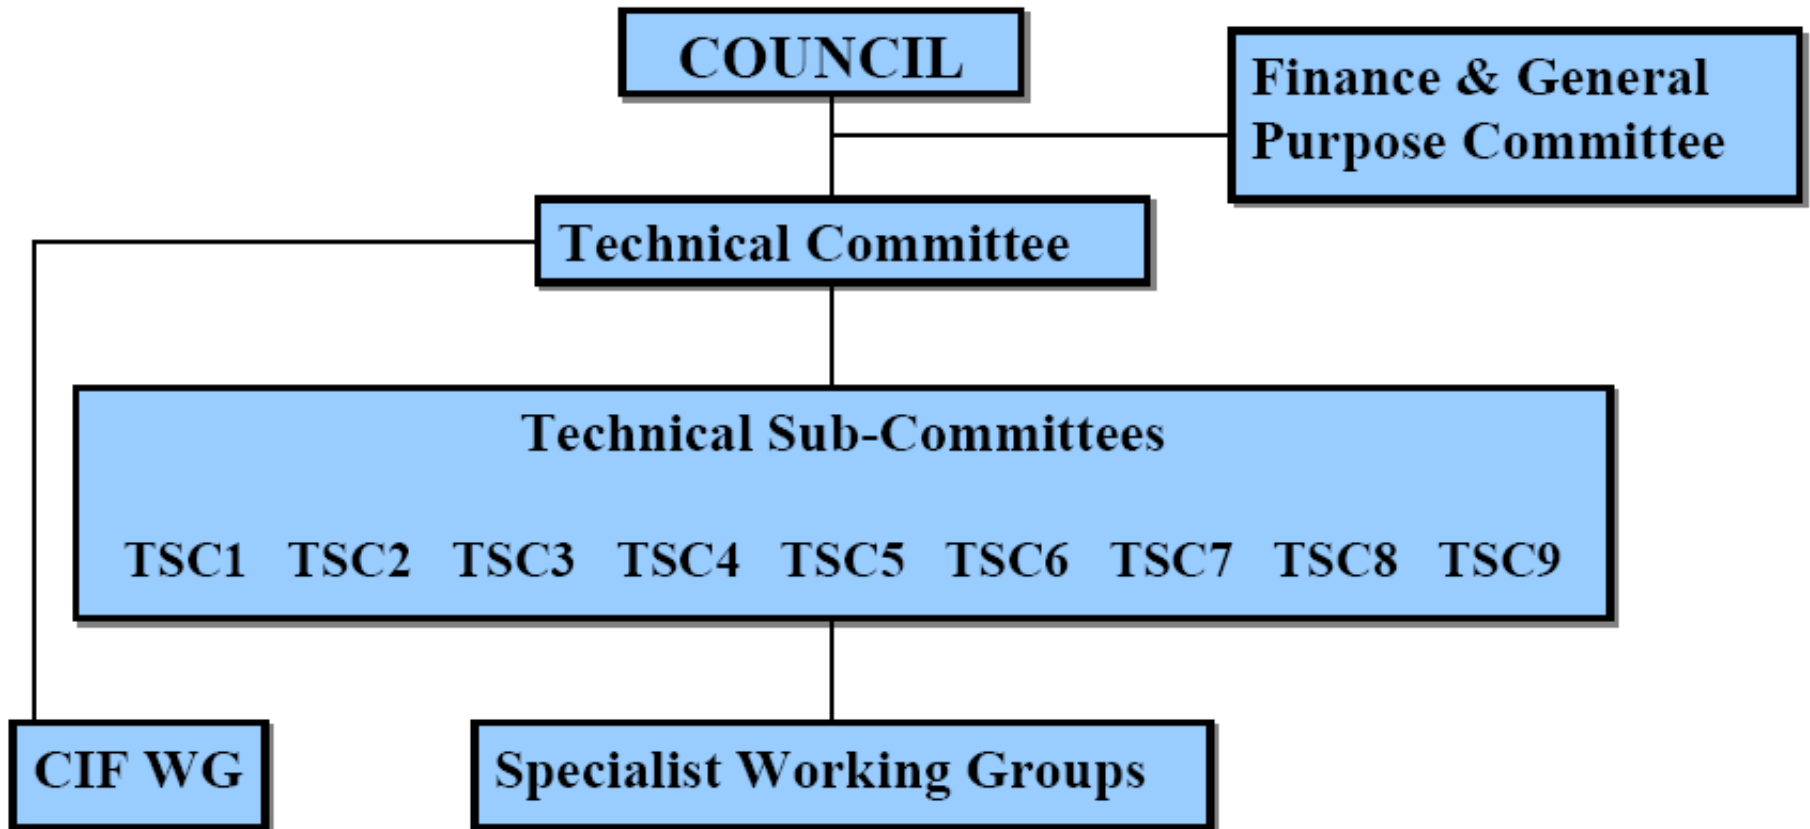 COUNCIL
Finance & General
Purpose Committee
Technical Committee
Technical Sub-Committees
TSC1 TSC2 TSC3 TSC4 TSC5 TSC6 TSC7 TSC8 TSC9
CIF WG
Specialist Working Groups